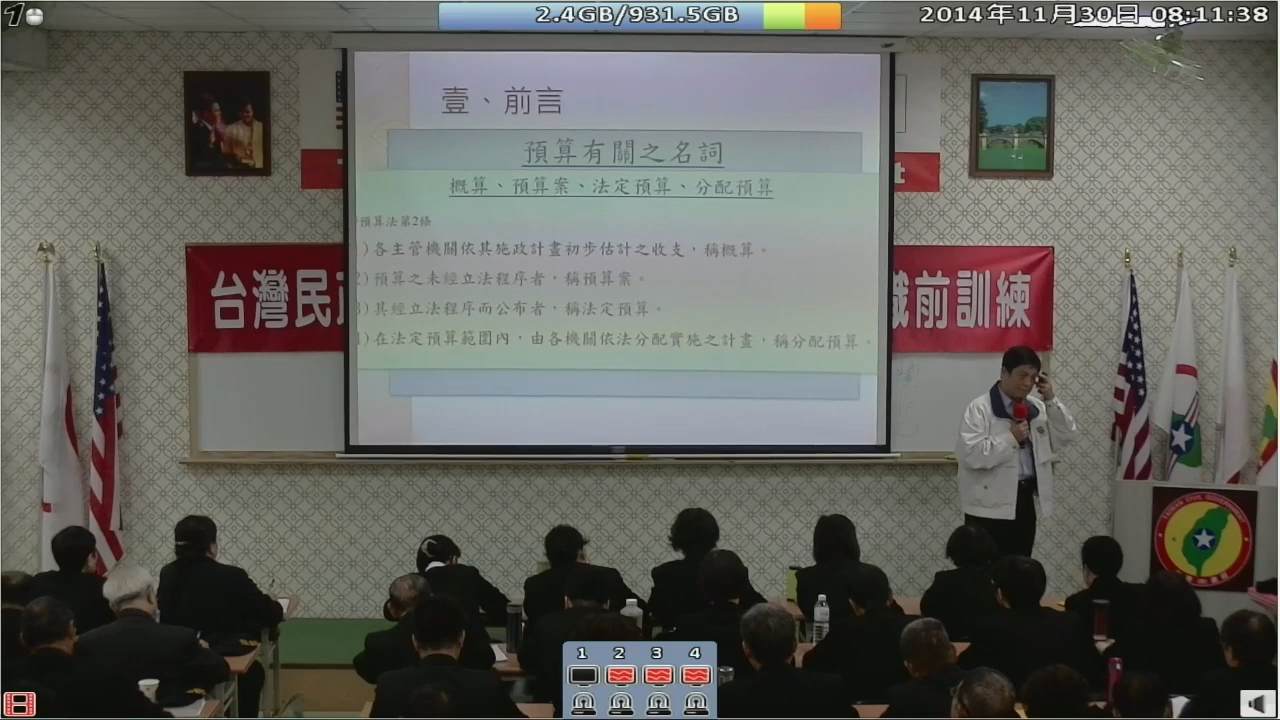 1
2.4GB/931.5GB
2014年11月30日 08:11:38
壹、前言
預算有關之名詞
概算、預算案、法定預算、分配預算
預算法第2條
)各主管機關依其施政計畫初步估計之收支,稱概算。
2)預算之未經立法程序者,稱預算案。
3)其經立法程序而公布者,稱法定預算。
)在法定預算範圍內,由各機關依法分配實施之計畫,稱分配預算。
台灣民
職前訓練
TAIWAN CIVIL GOVERNMENT
1 2 3 4